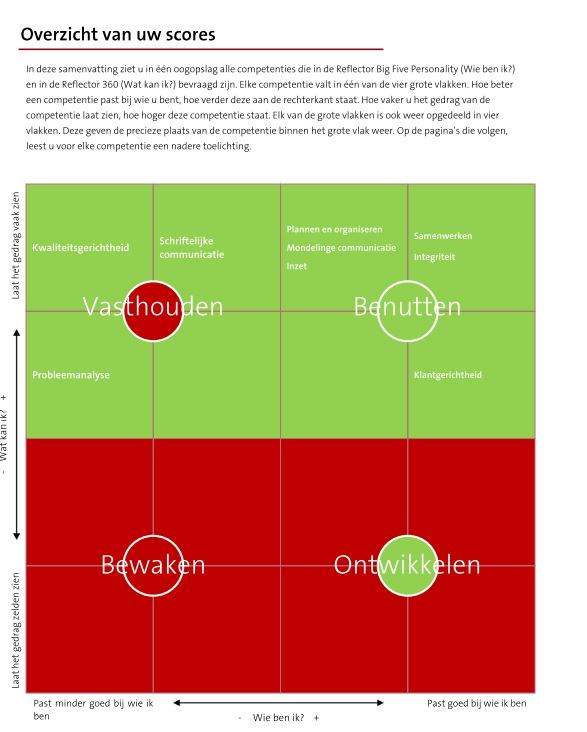 Overzicht van uw scores
In deze samenvatting ziet u in één oogopslag alle competenties die in de Reflector Big Five Personality (Wie ben ik?)
en in de Reflector 360 (Wat kan ik?) bevraagd zijn. Elke competentie valt in één van de vier grote vlakken. Hoe beter
een competentie past bij wie u bent, hoe verder deze aan de rechterkant staat. Hoe vaker u het gedrag van de
competentie laat zien, hoe hoger deze competentie staat. Elk van de grote vlakken is ook weer opgedeeld in vier
vlakken. Deze geven de precieze plaats van de competentie binnen het grote vlak weer. Op de pagina's die volgen,
leest u voor elke competentie een nadere toelichting.
Laat het gedrag vaak zien
Kwaliteitsgerichtheid
Schriftelijke
communicatie
Plannen en organiseren
Mondelinge communicatie
Inzet
Samenwerken
Integriteit
Vasthouden
Benutten
Probleemanalyse
Klantgerichtheid
- Wat kan ik? +
Bewaken
Ontwikkelen
Laat het gedrag zelden zien
Past minder goed bij wie ik
ben
- Wie ben ik? +
Past goed bij wie ik ben